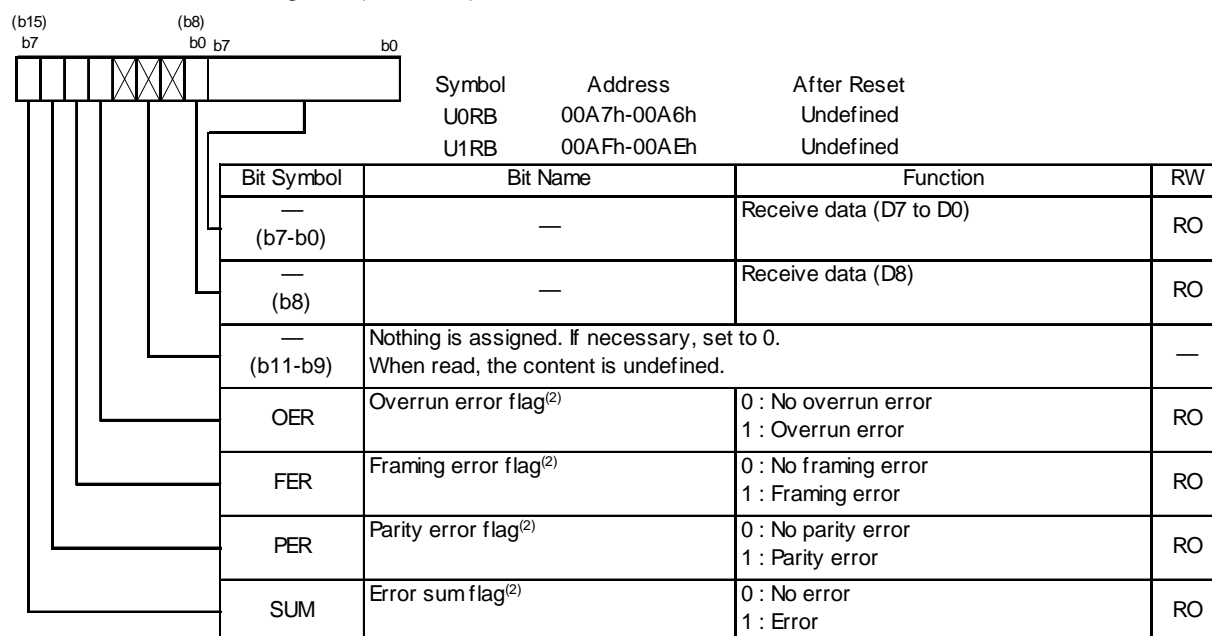 (b15) (b8)
b7 b0 b7 b0
Symbol Address After Reset
U0RB 00A7h-00A6h Undefined
U1RB 00AFh-00AEh Undefined
Bit Symbol Bit Name Function RW
—
(b7-b0) — Receive data (D7 to D0) RO
—
(b8) — Receive data (D8) RO
—
(b11-b9) Nothing is assigned. If necessary, set to 0.
When read, the content is undefined. —
OER Overrun error flag(2) 0 : No overrun error
1 : Overrun error RO
FER Framing error flag(2) 0 : No framing error
1 : Framing error RO
PER Parity error flag(2) 0 : No parity error
1 : Parity error RO
SUM Error sum flag(2) 0 : No error
1 : Error RO